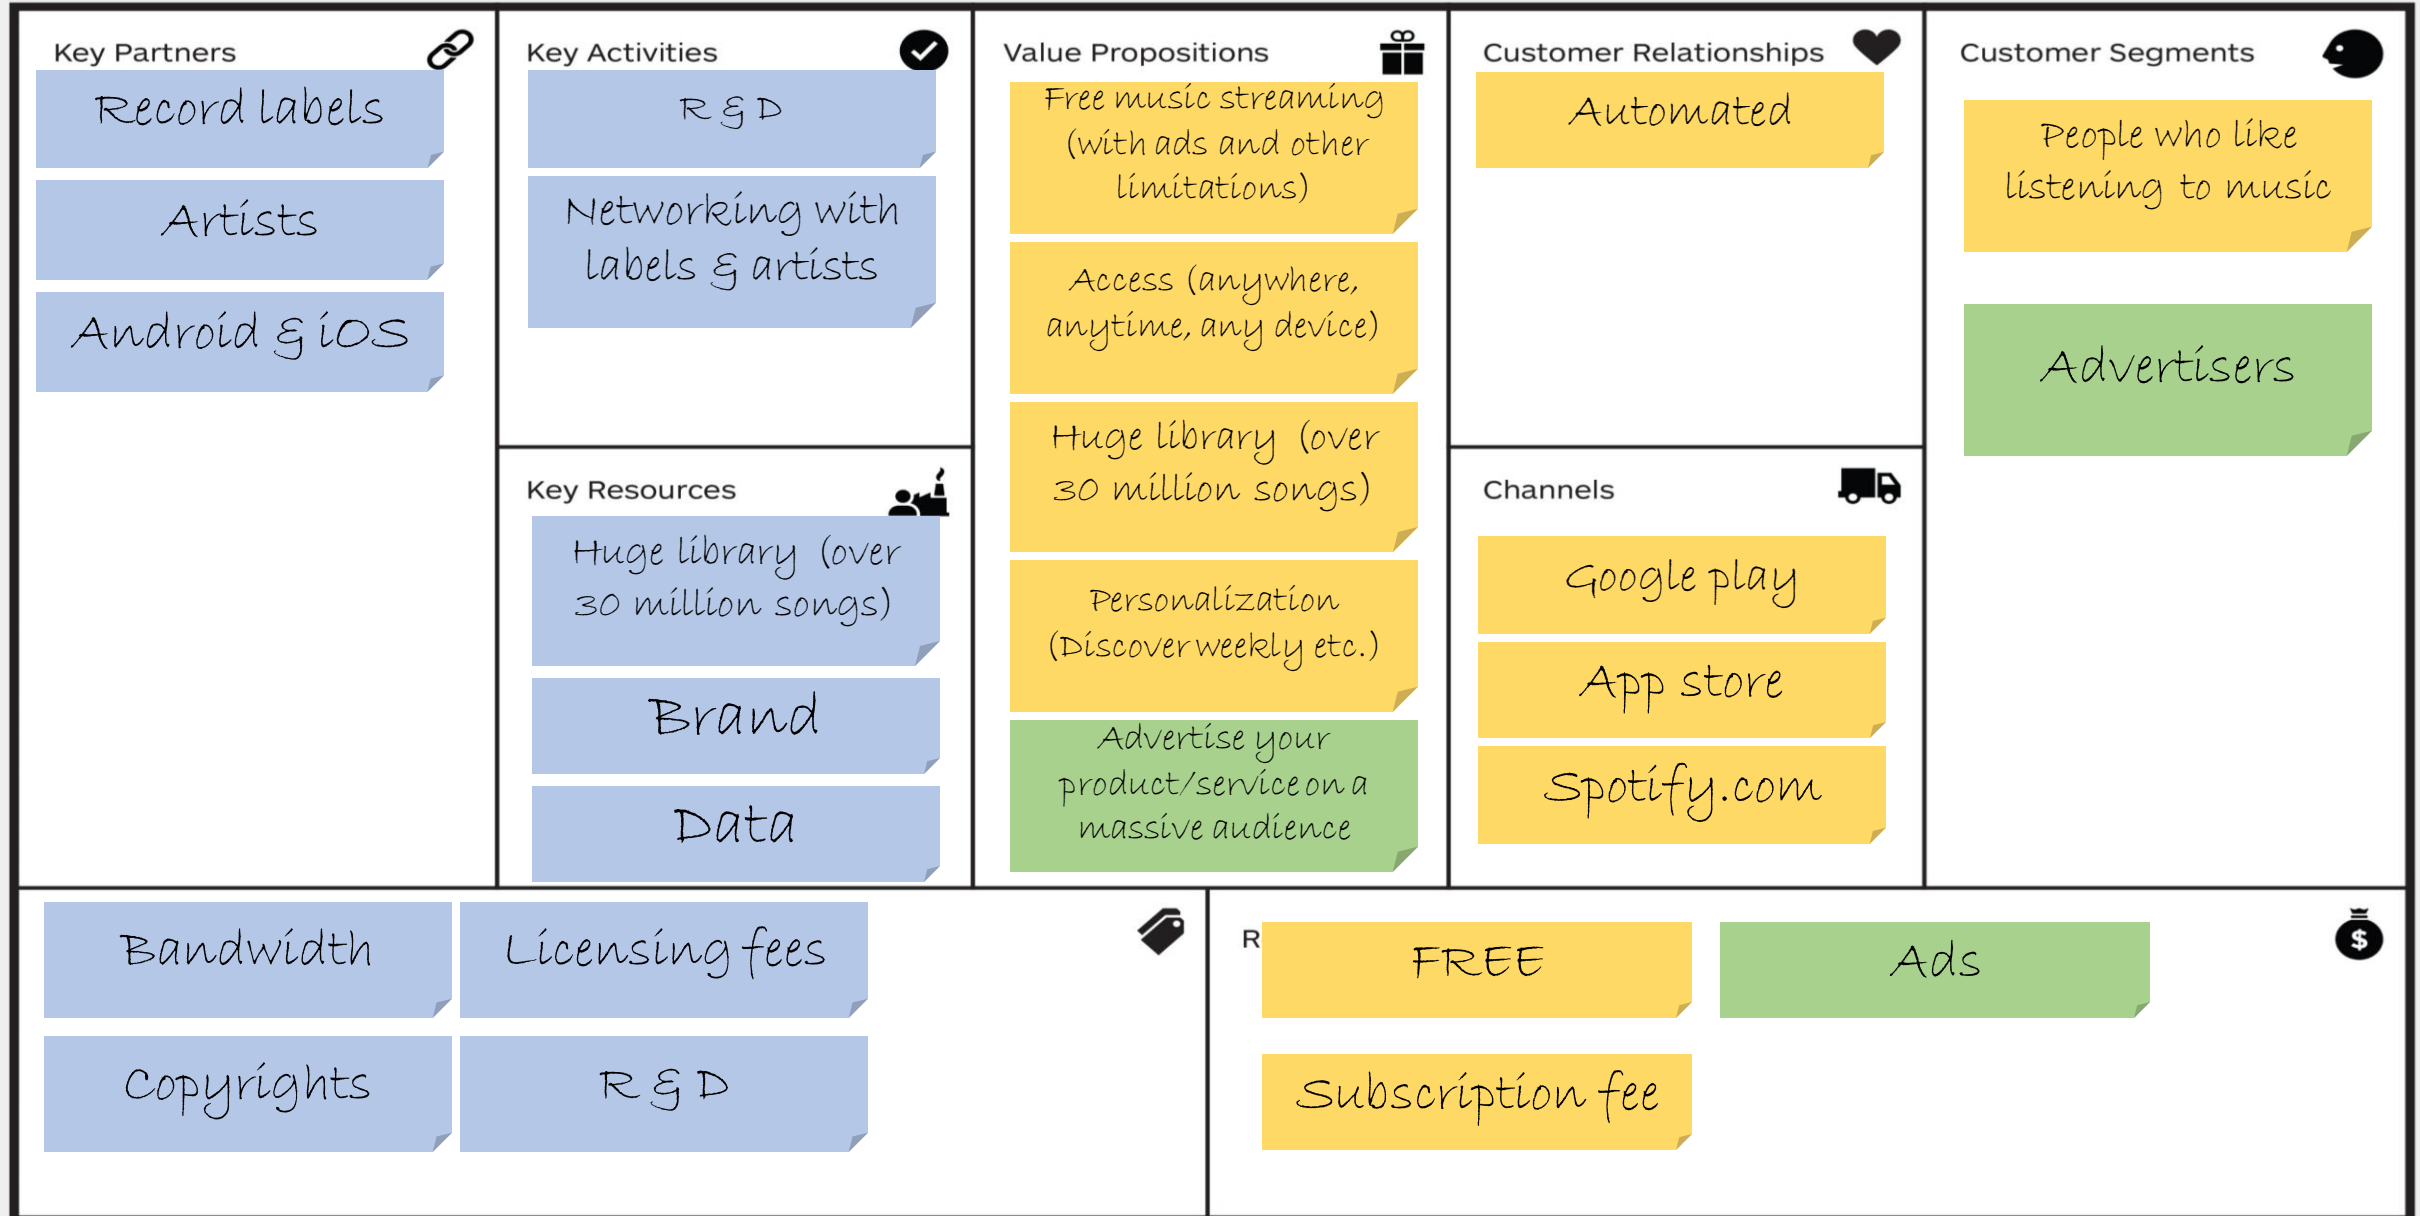 Key Partners
Record labels
Artists
Android & iOS
Key Activities
R & D
Networking with
labels & artists
Key Resources
Huge library (over
30 million songs)
Brand
Data
Value Propositions
Free music streaming
(with ads and other
limitations)
Access (anywhere,
anytime, any device)
Huge library (over
30 million songs)
Personalization
(Discover weekly etc.)
Advertise your
product/service on a
massive audience
Customer Relationships
Automated
Channels
Google play
App store
Spotify.com
Customer Segments
People who like
listening to music
Advertisers
Bandwidth
Licensing fees
Copyrights
R & D
R
FREE
Ads
Subscription fee
$